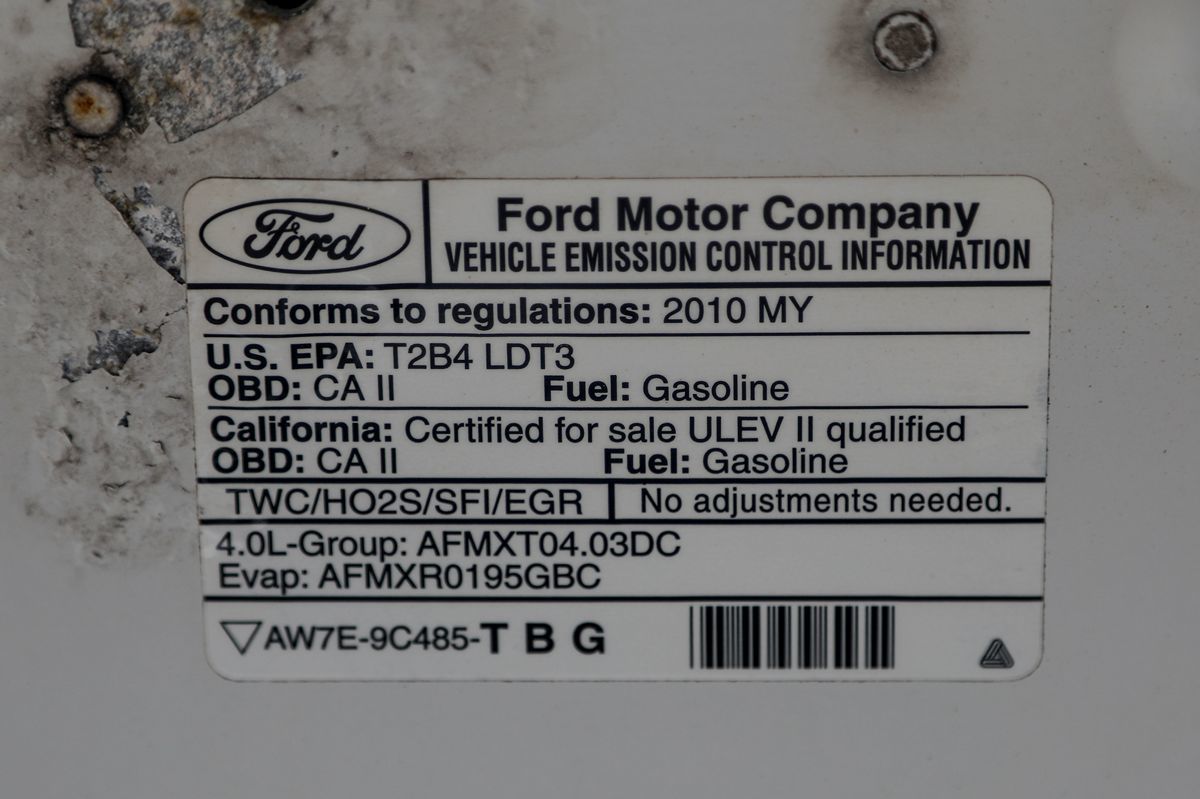 Ford
Ford Motor Company
VEHICLE EMISSION CONTROL INFORMATION
Conforms to regulations: 2010 MY
U.S. EPA: T2B4 LDT3
OBD: CA II Fuel: Gasoline
California: Certified for sale ULEV II qualified
OBD: CA II Fuel: Gasoline
TWC/HO2S/SFI/EGR No adjustments needed.
4.0L-Group: AFMXT04.03DC
Evap: AFMXR0195GBC
AW7E-9C485-T B G